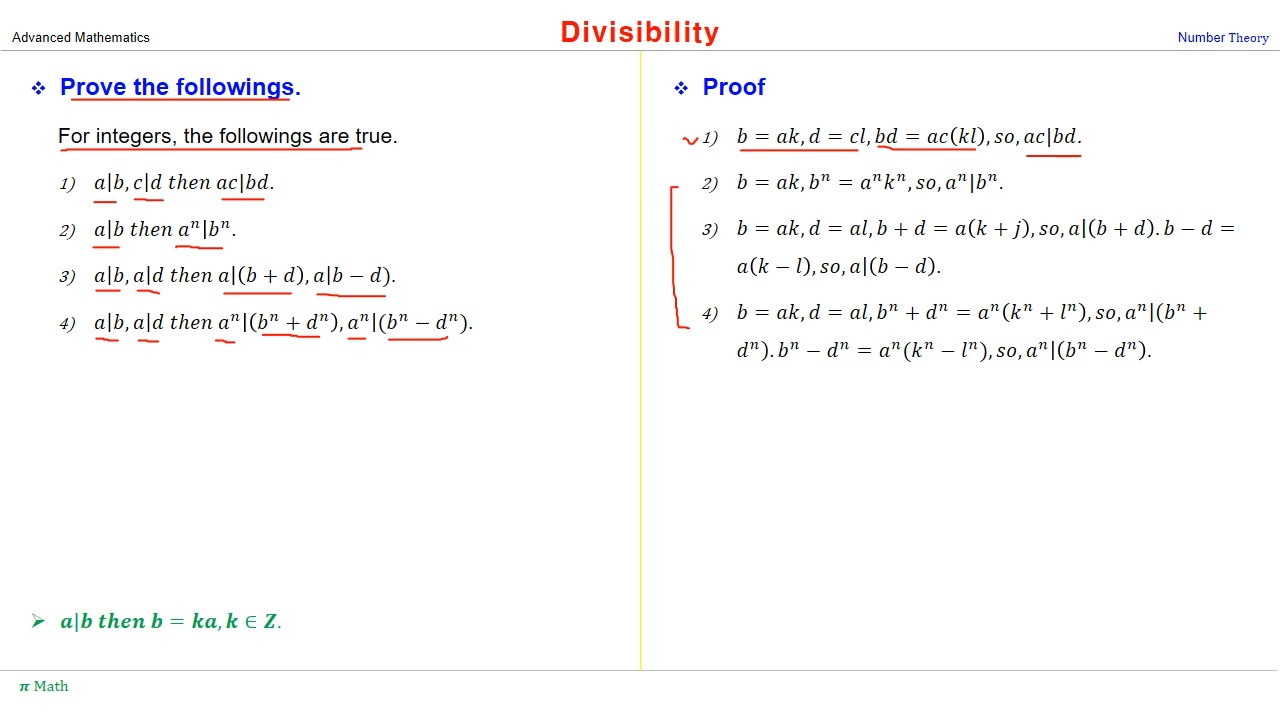 Advanced Mathematics
Divisibility
Number Theory
❖ Prove the followings.
For integers, the followings are true.
1) a|b, c|d then ac|bd.
2) a|b then aⁿ|bⁿ.
3) a|b, a|d then a|(b + d), a|b − d).
4) a|b, a|d then aⁿ|(bⁿ + dⁿ), aⁿ|(bⁿ − dⁿ).
➢ a|b then b = ka, k ∈ Z.
❖ Proof
1) b = ak, d = cl, bd = ac(kl), so, ac|bd.
2) b = ak, bⁿ = aⁿkⁿ, so, aⁿ|bⁿ.
3) b = ak, d = al, b + d = a(k + j), so, a|(b + d). b − d =
a(k − l), so, a|(b − d).
4) b = ak, d = al, bⁿ + dⁿ = aⁿ(kⁿ + lⁿ), so, aⁿ|(bⁿ +
dⁿ). bⁿ − dⁿ = aⁿ(kⁿ − lⁿ), so, aⁿ|(bⁿ − dⁿ).
π Math